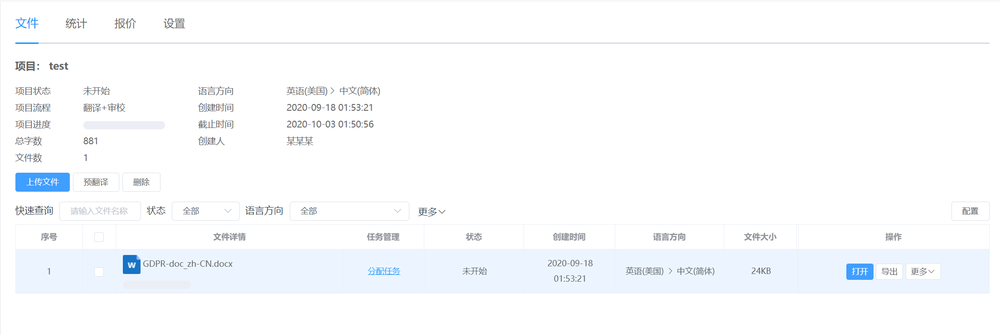 文件 统计 报价 设置
项目： test
项目状态 未开始 语言方向 英语(美国) > 中文(简体)
项目流程 翻译+审校 创建时间 2020-09-18 01:53:21
项目进度 截止时间 2020-10-03 01:50:56
总字数 881 创建人 某某某
文件数 1
上传文件 预翻译 删除
快速查询 请输入文件名称 状态 全部 语言方向 全部 更多 配置
序号 文件详情 任务管理 状态 创建时间 语言方向 文件大小 操作
1 W GDPR-doc_zh-CN.docx 分配任务 未开始 2020-09-18 英语(美国) > 中文(简体) 24KB 打开 导出 更多
01:53:21